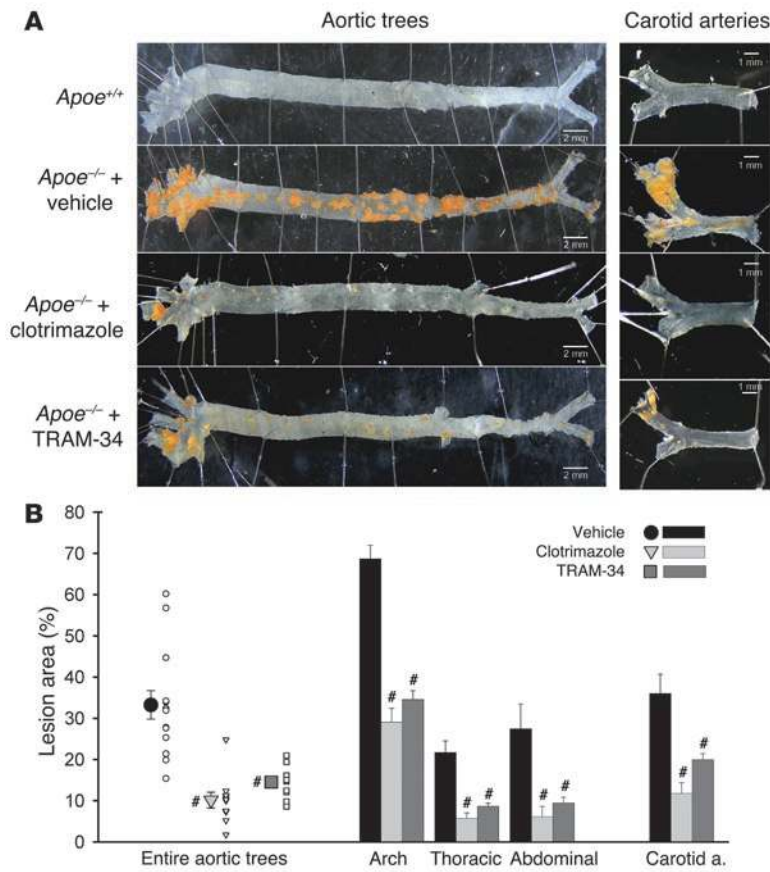 A
Aortic trees
Carotid arteries
Apoe+/+
2 mm
1 mm
Apoe–/– +
vehicle
2 mm
1 mm
Apoe–/– +
clotrimazole
2 mm
1 mm
Apoe–/– +
TRAM-34
2 mm
1 mm
B
Lesion area (%)
80
70
60
50
40
30
20
10
0
Vehicle
Clotrimazole
TRAM-34
#
#
#
#
#
#
#
#
#
#
Entire aortic trees
Arch
Thoracic
Abdominal
Carotid a.